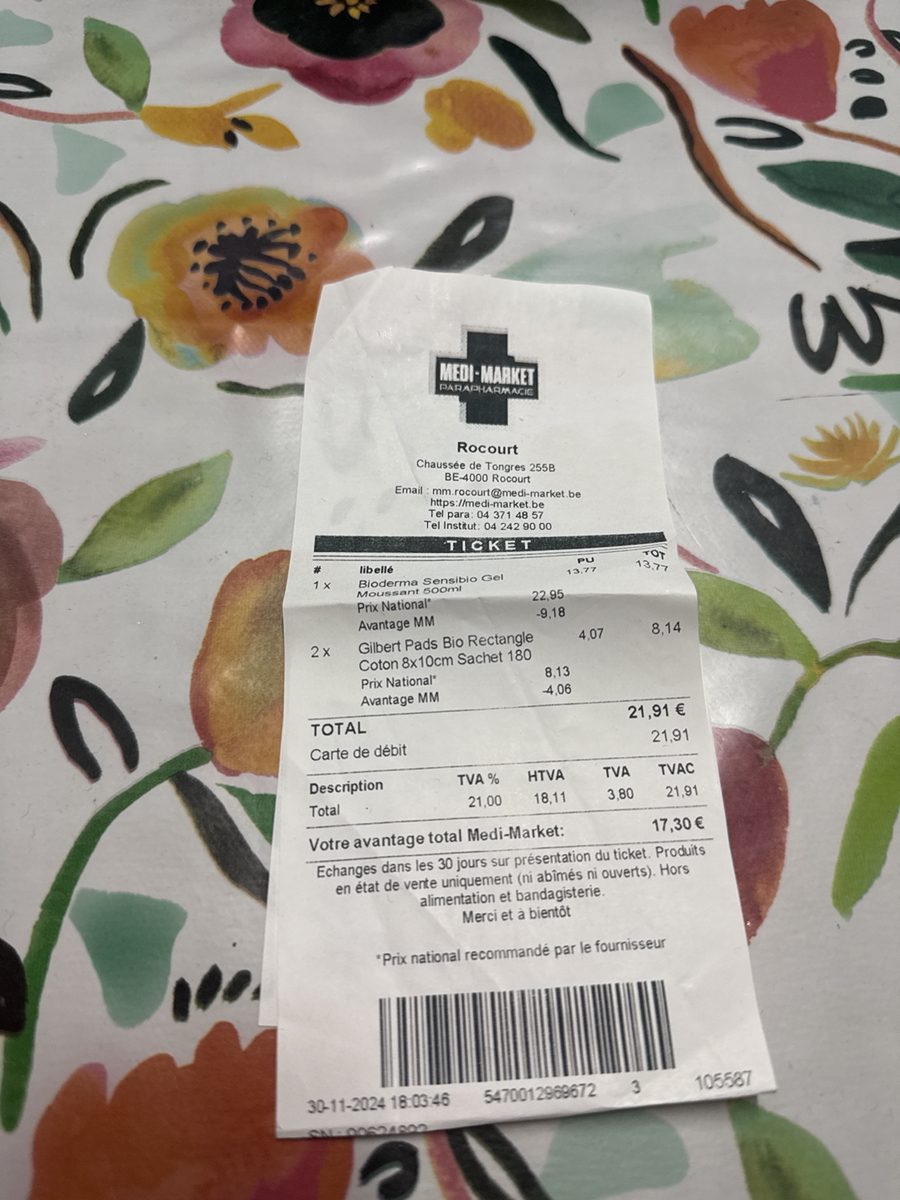 MEDI-MARKET
PARAPHARMACIE
Rocourt
Chaussée de Tongres 255B
BE-4000 Rocourt
Email : mm.rocourt@medi-market.be
https://medi-market.be
Tel para: 04 371 48 57
Tel Institut: 04 242 90 00
TICKET
# libellé PU TOT
1 x Bioderma Sensibio Gel 13,77 13,77
Moussant 500ml
Prix National* 22,95
Avantage MM -9,18
2 x Gilbert Pads Bio Rectangle 4,07 8,14
Coton 8x10cm Sachet 180
Prix National* 8,13
Avantage MM -4,06
TOTAL 21,91 €
Carte de débit 21,91
Description TVA % HTVA TVA TVAC
Total 21,00 18,11 3,80 21,91
Votre avantage total Medi-Market: 17,30 €
Echanges dans les 30 jours sur présentation du ticket. Produits
en état de vente uniquement (ni abîmés ni ouverts). Hors
alimentation et bandagisterie.
Merci et à bientôt
*Prix national recommandé par le fournisseur
30-11-2024 18:03:46 5470012969672 3 105587
SN :